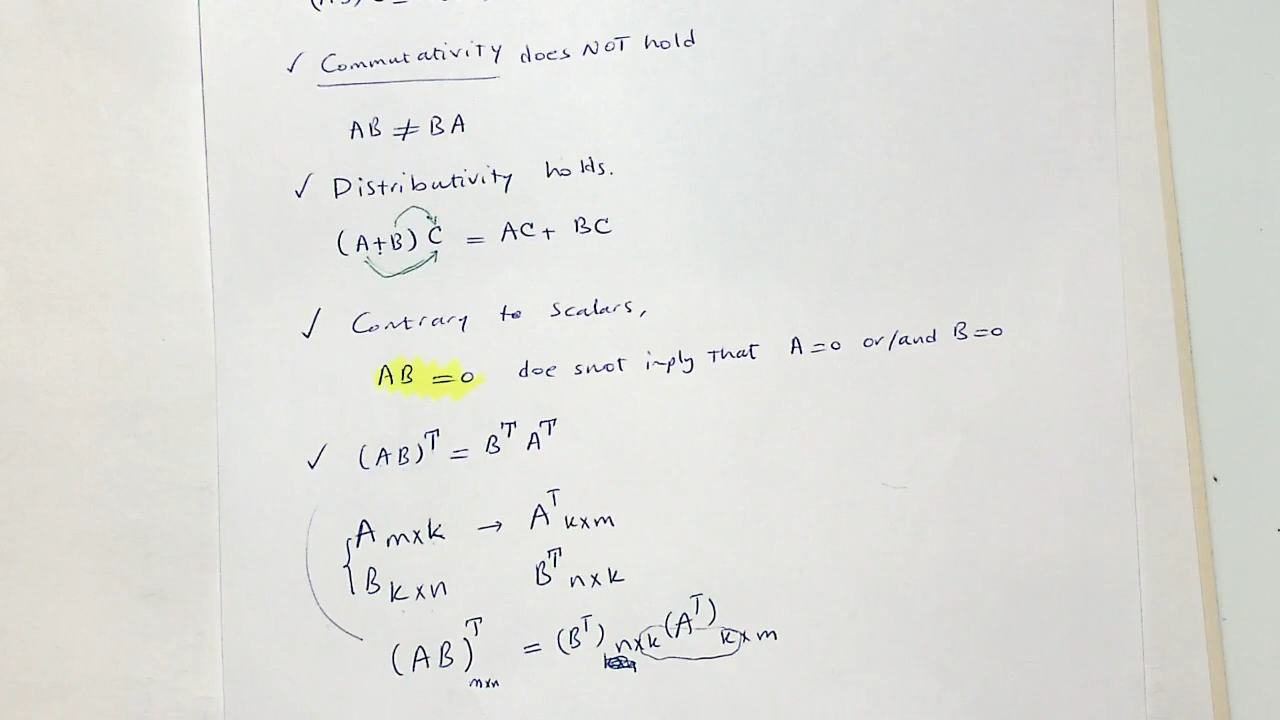 ✓ Commutativity does NOT hold
AB ≠ BA
✓ Distributivity holds.
(A+B) C = AC + BC
✓ Contrary to scalars,
AB = 0 doe snot imply that A=0 or/and B=0
✓ (AB)ᵀ = Bᵀ Aᵀ
A m×k → Aᵀ k×m
B k×n Bᵀ n×k
(AB)ᵀ m×n = (Bᵀ) n×k (Aᵀ) k×m